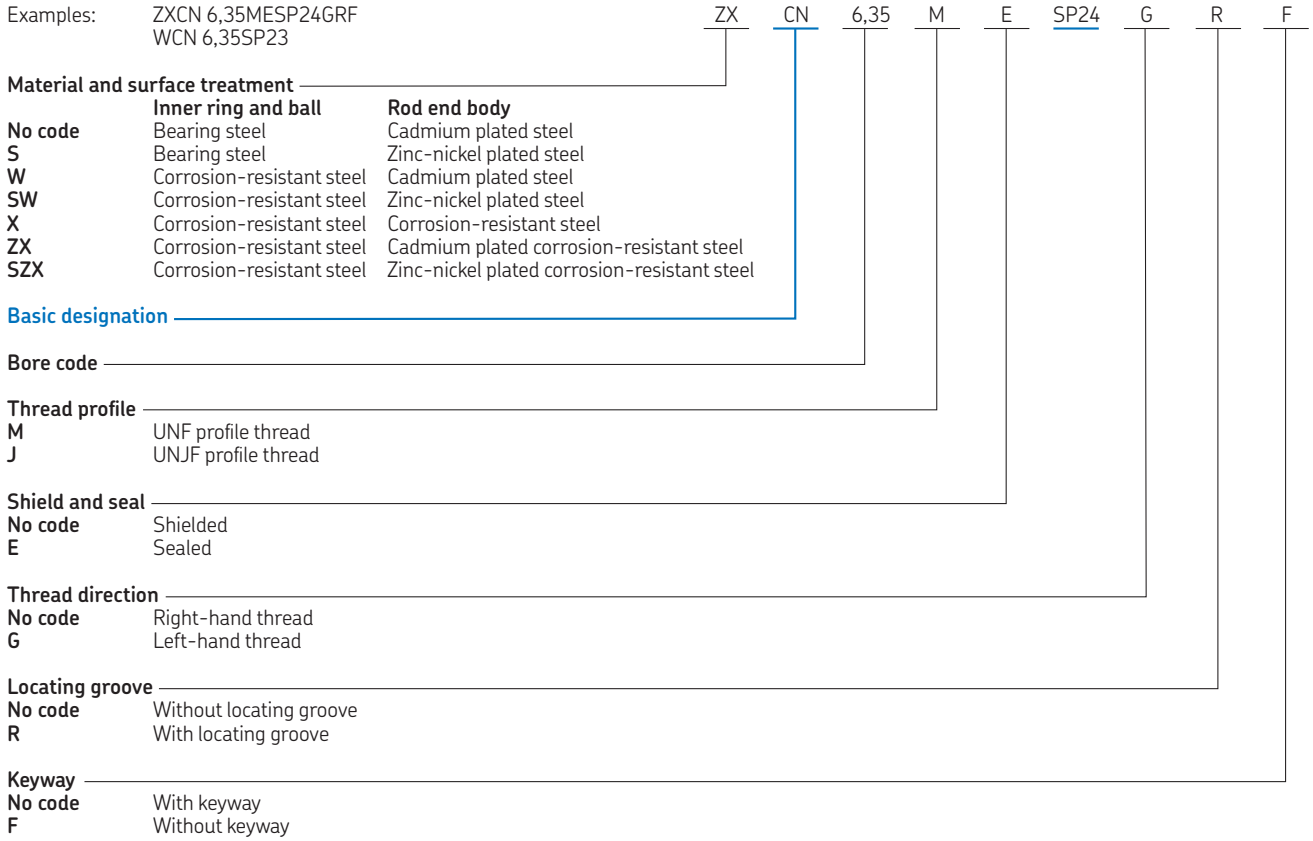 Examples: ZXCN 6,35MESP24GRF ZX CN 6,35 M E SP24 G R F
WCN 6,35SP23
Material and surface treatment
Inner ring and ball Rod end body
No code Bearing steel Cadmium plated steel
S Bearing steel Zinc-nickel plated steel
W Corrosion-resistant steel Cadmium plated steel
SW Corrosion-resistant steel Zinc-nickel plated steel
X Corrosion-resistant steel Corrosion-resistant steel
ZX Corrosion-resistant steel Cadmium plated corrosion-resistant steel
SZX Corrosion-resistant steel Zinc-nickel plated corrosion-resistant steel
Basic designation
Bore code
Thread profile
M UNF profile thread
J UNJF profile thread
Shield and seal
No code Shielded
E Sealed
Thread direction
No code Right-hand thread
G Left-hand thread
Locating groove
No code Without locating groove
R With locating groove
Keyway
No code With keyway
F Without keyway